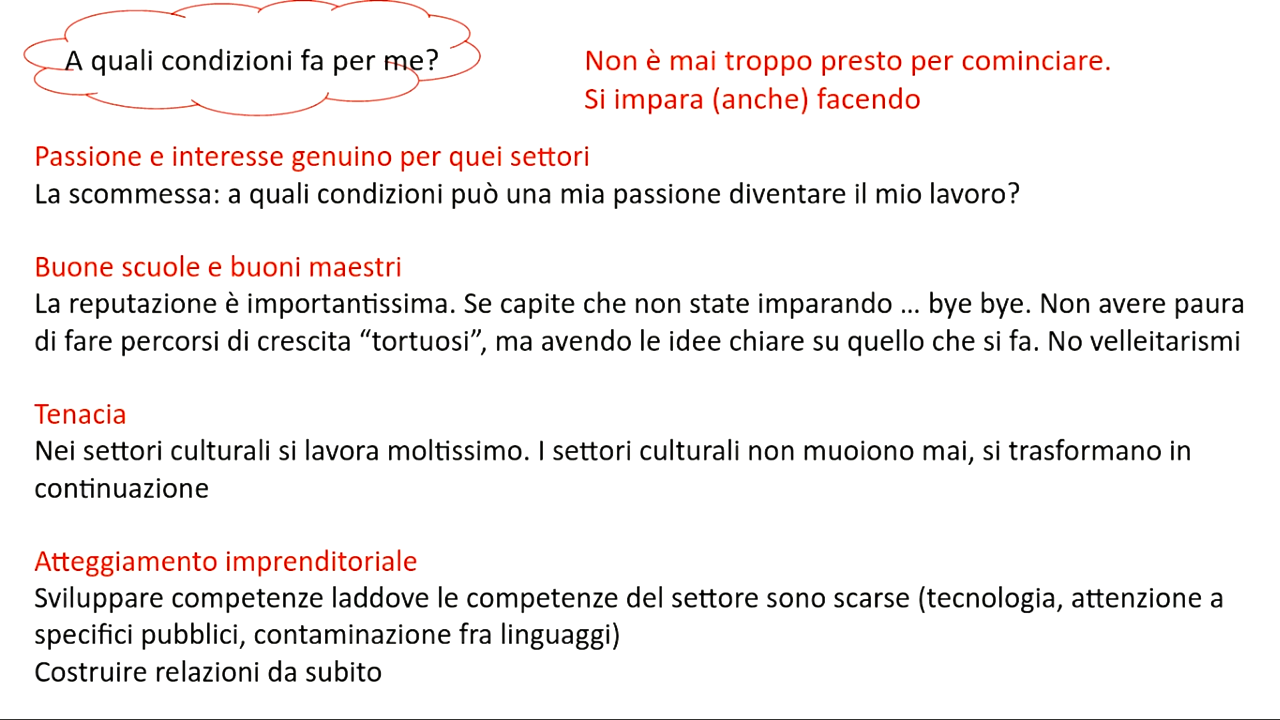 A quali condizioni fa per me?
Non è mai troppo presto per cominciare.
Si impara (anche) facendo
Passione e interesse genuino per quei settori
La scommessa: a quali condizioni può una mia passione diventare il mio lavoro?
Buone scuole e buoni maestri
La reputazione è importantissima. Se capite che non state imparando … bye bye. Non avere paura
di fare percorsi di crescita “tortuosi”, ma avendo le idee chiare su quello che si fa. No velleitarismi
Tenacia
Nei settori culturali si lavora moltissimo. I settori culturali non muoiono mai, si trasformano in
continuazione
Atteggiamento imprenditoriale
Sviluppare competenze laddove le competenze del settore sono scarse (tecnologia, attenzione a
specifici pubblici, contaminazione fra linguaggi)
Costruire relazioni da subito